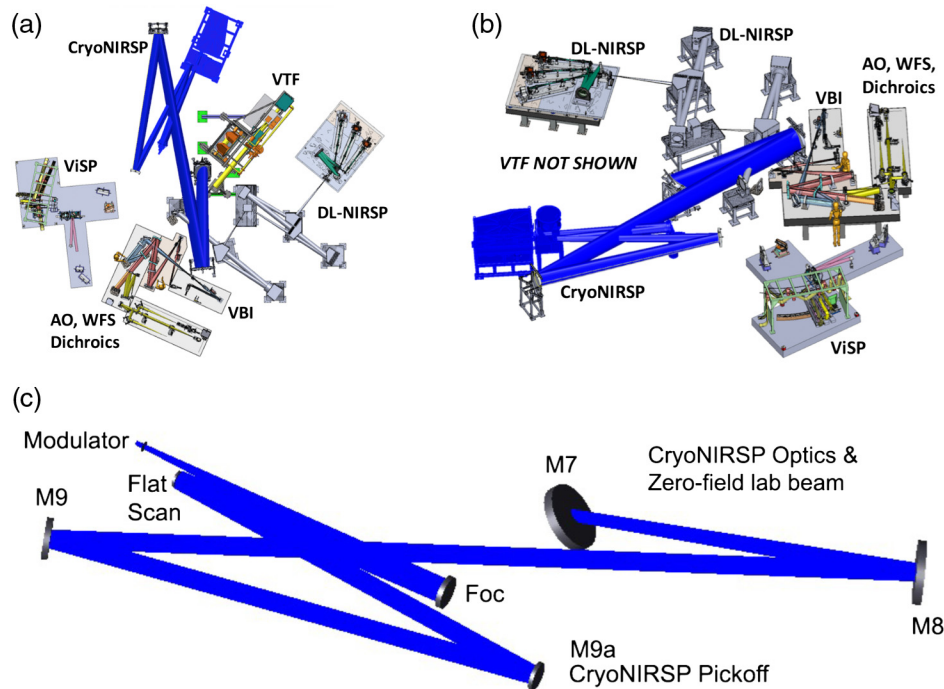 (a)
CryoNIRSP
VTF
ViSP
DL-NIRSP
VBI
AO, WFS
Dichroics
(b)
DL-NIRSP
DL-NIRSP
AO, WFS,
Dichroics
VBI
VTF NOT SHOWN
CryoNIRSP
ViSP
(c)
Modulator
M9
Flat
Scan
M7
CryoNIRSP Optics &
Zero-field lab beam
Foc
M8
M9a
CryoNIRSP Pickoff